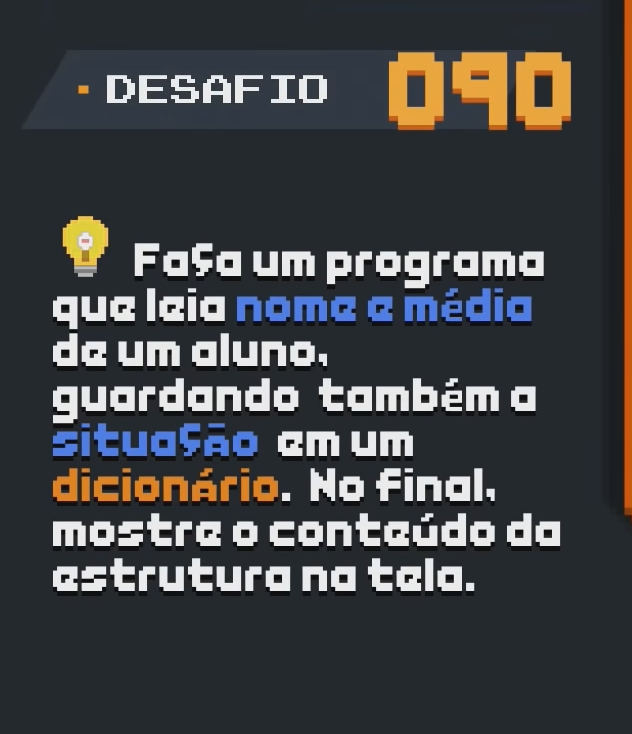 DESAFIO 090
Faça um programa
que leia nome e média
de um aluno,
guardando também a
situação em um
dicionário. No final,
mostre o conteúdo da
estrutura na tela.